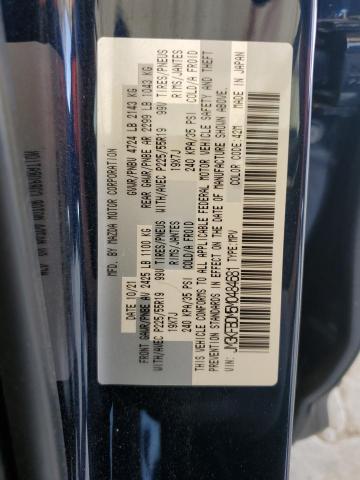 MFD. BY MAZDA MOTOR CORPORATION
DATE: 10/21 GVWR/PNBV 4724 LB 2143 KG
FRONT GAWR/PNBE AV 2425 LB 1100 KG REAR GAWR/PNBE AR 2299 LB 1043 KG
WITH/AVEC P225/55R19 99V TIRES/PNEUS WITH/AVEC P225/55R19 99V TIRES/PNEUS
19X7J RIMS/JANTES 19X7J RIMS/JANTES
240 KPA/35 PSI COLD/A FROID 240 KPA/35 PSI COLD/A FROID
THIS VEHICLE CONFORMS TO ALL APPLICABLE FEDERAL MOTOR VEHICLE SAFETY AND THEFT
PREVENTION STANDARDS IN EFFECT ON THE DATE OF MANUFACTURE SHOWN ABOVE.
VIN: TYPE: MPV COLOR CODE: 42M MADE IN JAPAN